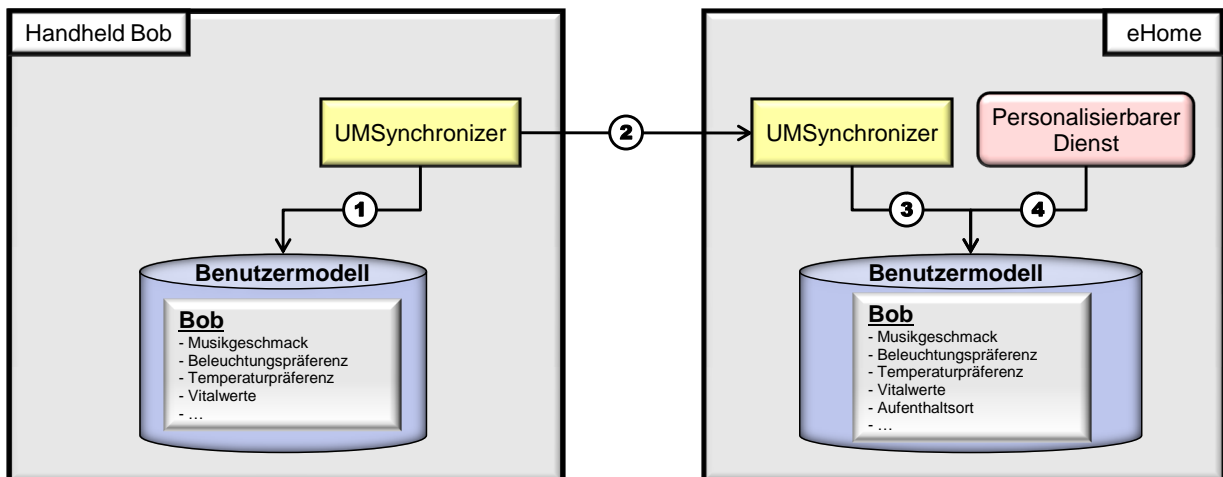 Handheld Bob
UMSynchronizer
1
Benutzermodell
Bob
- Musikgeschmack
- Beleuchtungspräferenz
- Temperaturpräferenz
- Vitalwerte
- ...
2
eHome
UMSynchronizer
Personalisierbarer
Dienst
3
4
Benutzermodell
Bob
- Musikgeschmack
- Beleuchtungspräferenz
- Temperaturpräferenz
- Vitalwerte
- Aufenthaltsort
- ...